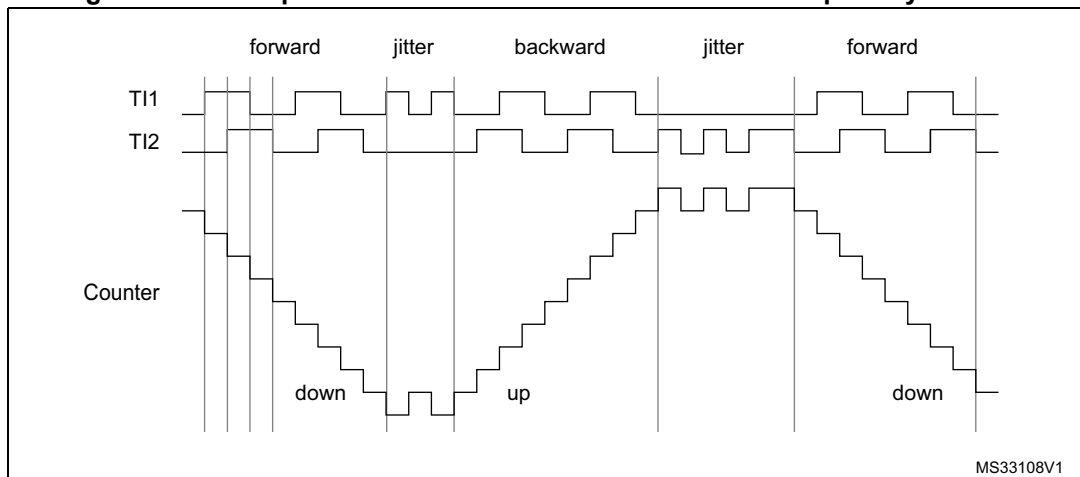 forward jitter backward jitter forward
TI1
TI2
Counter
down up down
MS33108V1